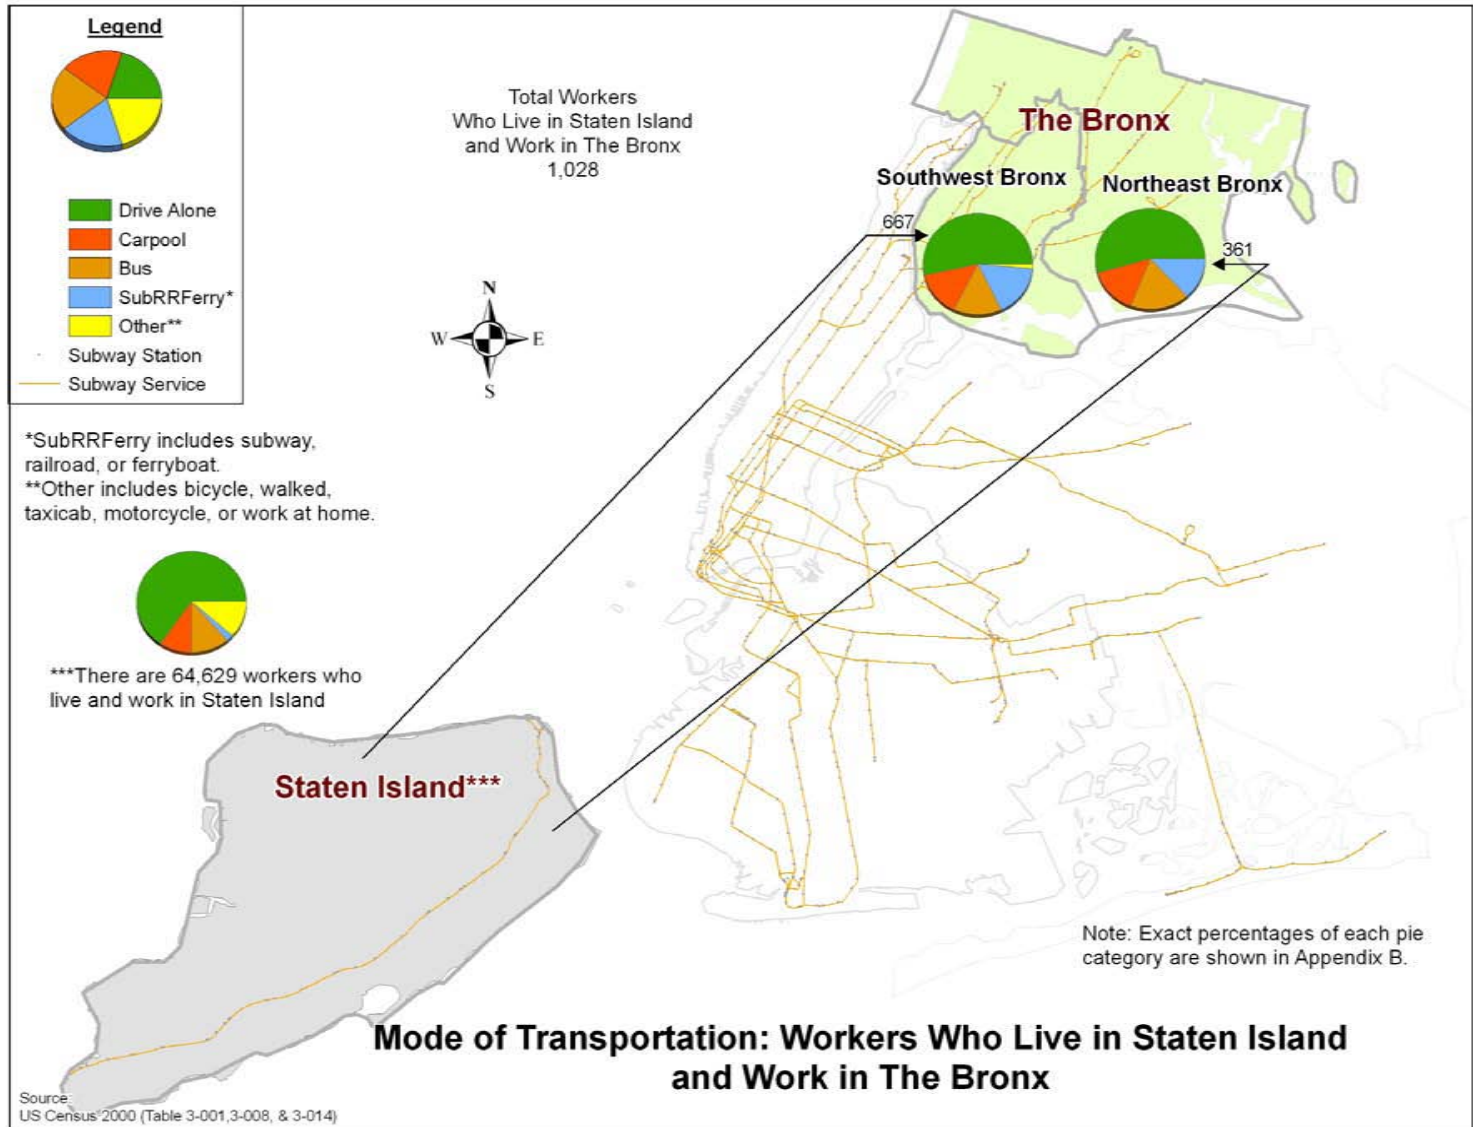 Legend
Drive Alone
Carpool
Bus
SubRRFerry*
Other**
Subway Station
Subway Service
Total Workers
Who Live in Staten Island
and Work in The Bronx
1,028
The Bronx
Southwest Bronx
Northeast Bronx
667
361
N
W
E
S
*SubRRFerry includes subway,
railroad, or ferryboat.
**Other includes bicycle, walked,
taxicab, motorcycle, or work at home.
***There are 64,629 workers who
live and work in Staten Island
Staten Island***
Note: Exact percentages of each pie
category are shown in Appendix B.
Mode of Transportation: Workers Who Live in Staten Island
and Work in The Bronx
Source:
US Census 2000 (Table 3-001,3-008, & 3-014)